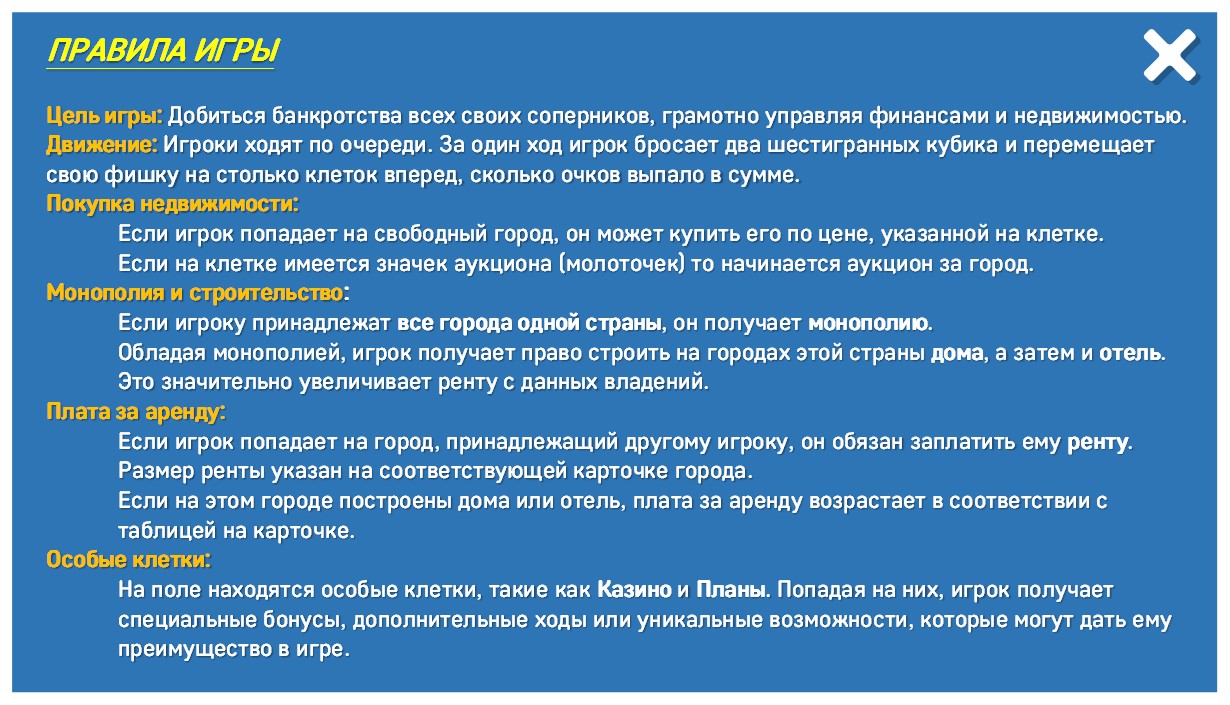 ПРАВИЛА ИГРЫ
Цель игры: Добиться банкротства всех своих соперников, грамотно управляя финансами и недвижимостью.
Движение: Игроки ходят по очереди. За один ход игрок бросает два шестигранных кубика и перемещает
свою фишку на столько клеток вперед, сколько очков выпало в сумме.
Покупка недвижимости:
Если игрок попадает на свободный город, он может купить его по цене, указанной на клетке.
Если на клетке имеется значек аукциона (молоточек) то начинается аукцион за город.
Монополия и строительство:
Если игроку принадлежат все города одной страны, он получает монополию.
Обладая монополией, игрок получает право строить на городах этой страны дома, а затем и отель.
Это значительно увеличивает ренту с данных владений.
Плата за аренду:
Если игрок попадает на город, принадлежащий другому игроку, он обязан заплатить ему ренту.
Размер ренты указан на соответствующей карточке города.
Если на этом городе построены дома или отель, плата за аренду возрастает в соответствии с
таблицей на карточке.
Особые клетки:
На поле находятся особые клетки, такие как Казино и Планы. Попадая на них, игрок получает
специальные бонусы, дополнительные ходы или уникальные возможности, которые могут дать ему
преимущество в игре.